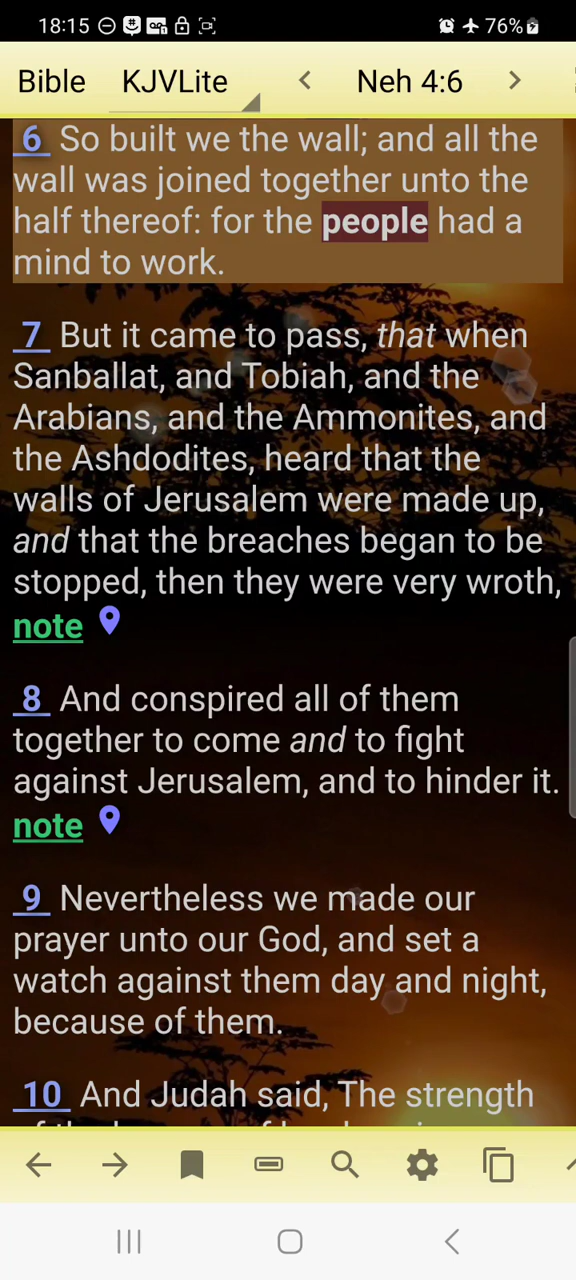 18:15 76%
Bible KJVLite < Neh 4:6 >
6 So built we the wall; and all the
wall was joined together unto the
half thereof: for the people had a
mind to work.
7 But it came to pass, that when
Sanballat, and Tobiah, and the
Arabians, and the Ammonites, and
the Ashdodites, heard that the
walls of Jerusalem were made up,
and that the breaches began to be
stopped, then they were very wroth,
note
8 And conspired all of them
together to come and to fight
against Jerusalem, and to hinder it.
note
9 Nevertheless we made our
prayer unto our God, and set a
watch against them day and night,
because of them.
10 And Judah said, The strength